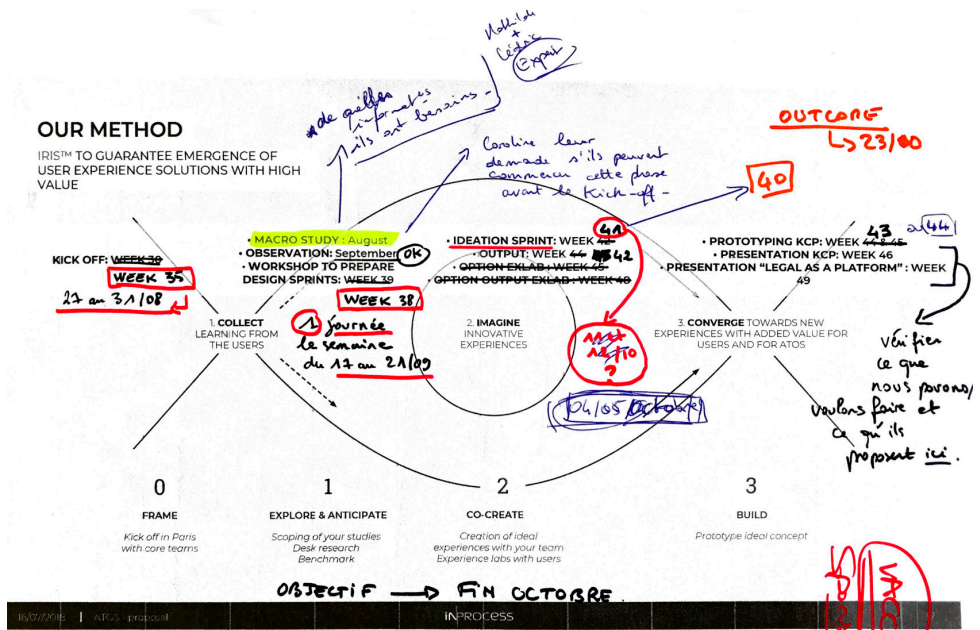 Mathilde
+
Cédric
Expert
de quelles
ils ont besoins -
OUTCOME
↳ 23/10
Caroline leur
demande s'ils peuvent
commencer cette phase
avant le Kick-off -
40
OUR METHOD
IRIS™ TO GUARANTEE EMERGENCE OF
USER EXPERIENCE SOLUTIONS WITH HIGH
VALUE
KICK OFF: WEEK 38
WEEK 35
27 au 31/08
• MACRO STUDY : August
• OBSERVATION: September OK
• WORKSHOP TO PREPARE
DESIGN SPRINTS: WEEK 39
WEEK 38
1 journée
la semaine
du 17 au 21/09
41
• IDEATION SPRINT: WEEK 42
• OUTPUT: WEEK 44 42
• OPTION EXLAB : WEEK 45
• OPTION OUTPUT EXLAB : WEEK 48
11 et
12/10
?
04/05 Octobre
43 ou 44
• PROTOTYPING KCP: WEEK 44 & 45
• PRESENTATION KCP: WEEK 46
• PRESENTATION "LEGAL AS A PLATFORM" : WEEK
49
vérifier
ce que
nous pouvons/
voulons faire et
ce qu'ils
proposent ici.
1. COLLECT
LEARNING FROM
THE USERS
2. IMAGINE
INNOVATIVE
EXPERIENCES
3. CONVERGE TOWARDS NEW
EXPERIENCES WITH ADDED VALUE FOR
USERS AND FOR ATOS
0
FRAME
Kick off in Paris
with core teams
1
EXPLORE & ANTICIPATE
Scoping of your studies
Desk research
Benchmark
2
CO-CREATE
Creation of ideal
experiences with your team
Experience labs with users
3
BUILD
Prototype ideal concept
OBJECTIF → FIN OCTOBRE.
16/07/2018 | ATOS - proposal
INPROCESS